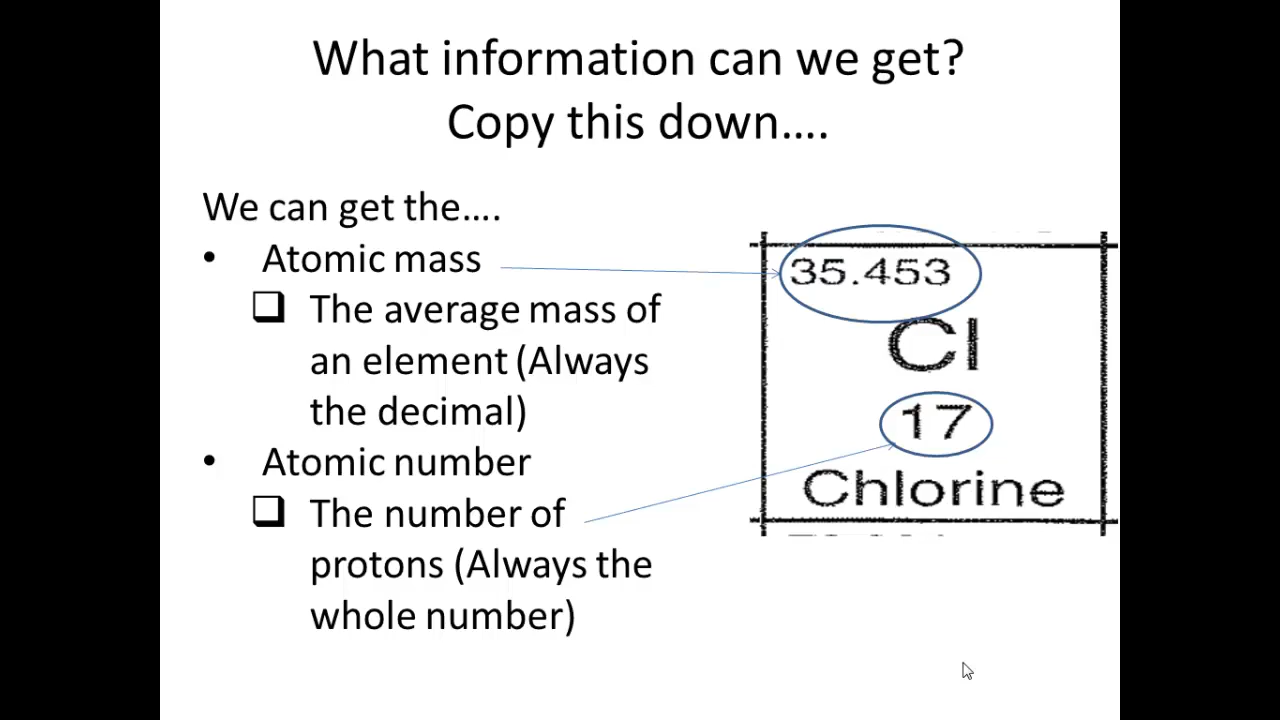 What information can we get?
Copy this down....
We can get the....
• Atomic mass
❑ The average mass of
an element (Always
the decimal)
• Atomic number
❑ The number of
protons (Always the
whole number)
35.453
Cl
17
Chlorine